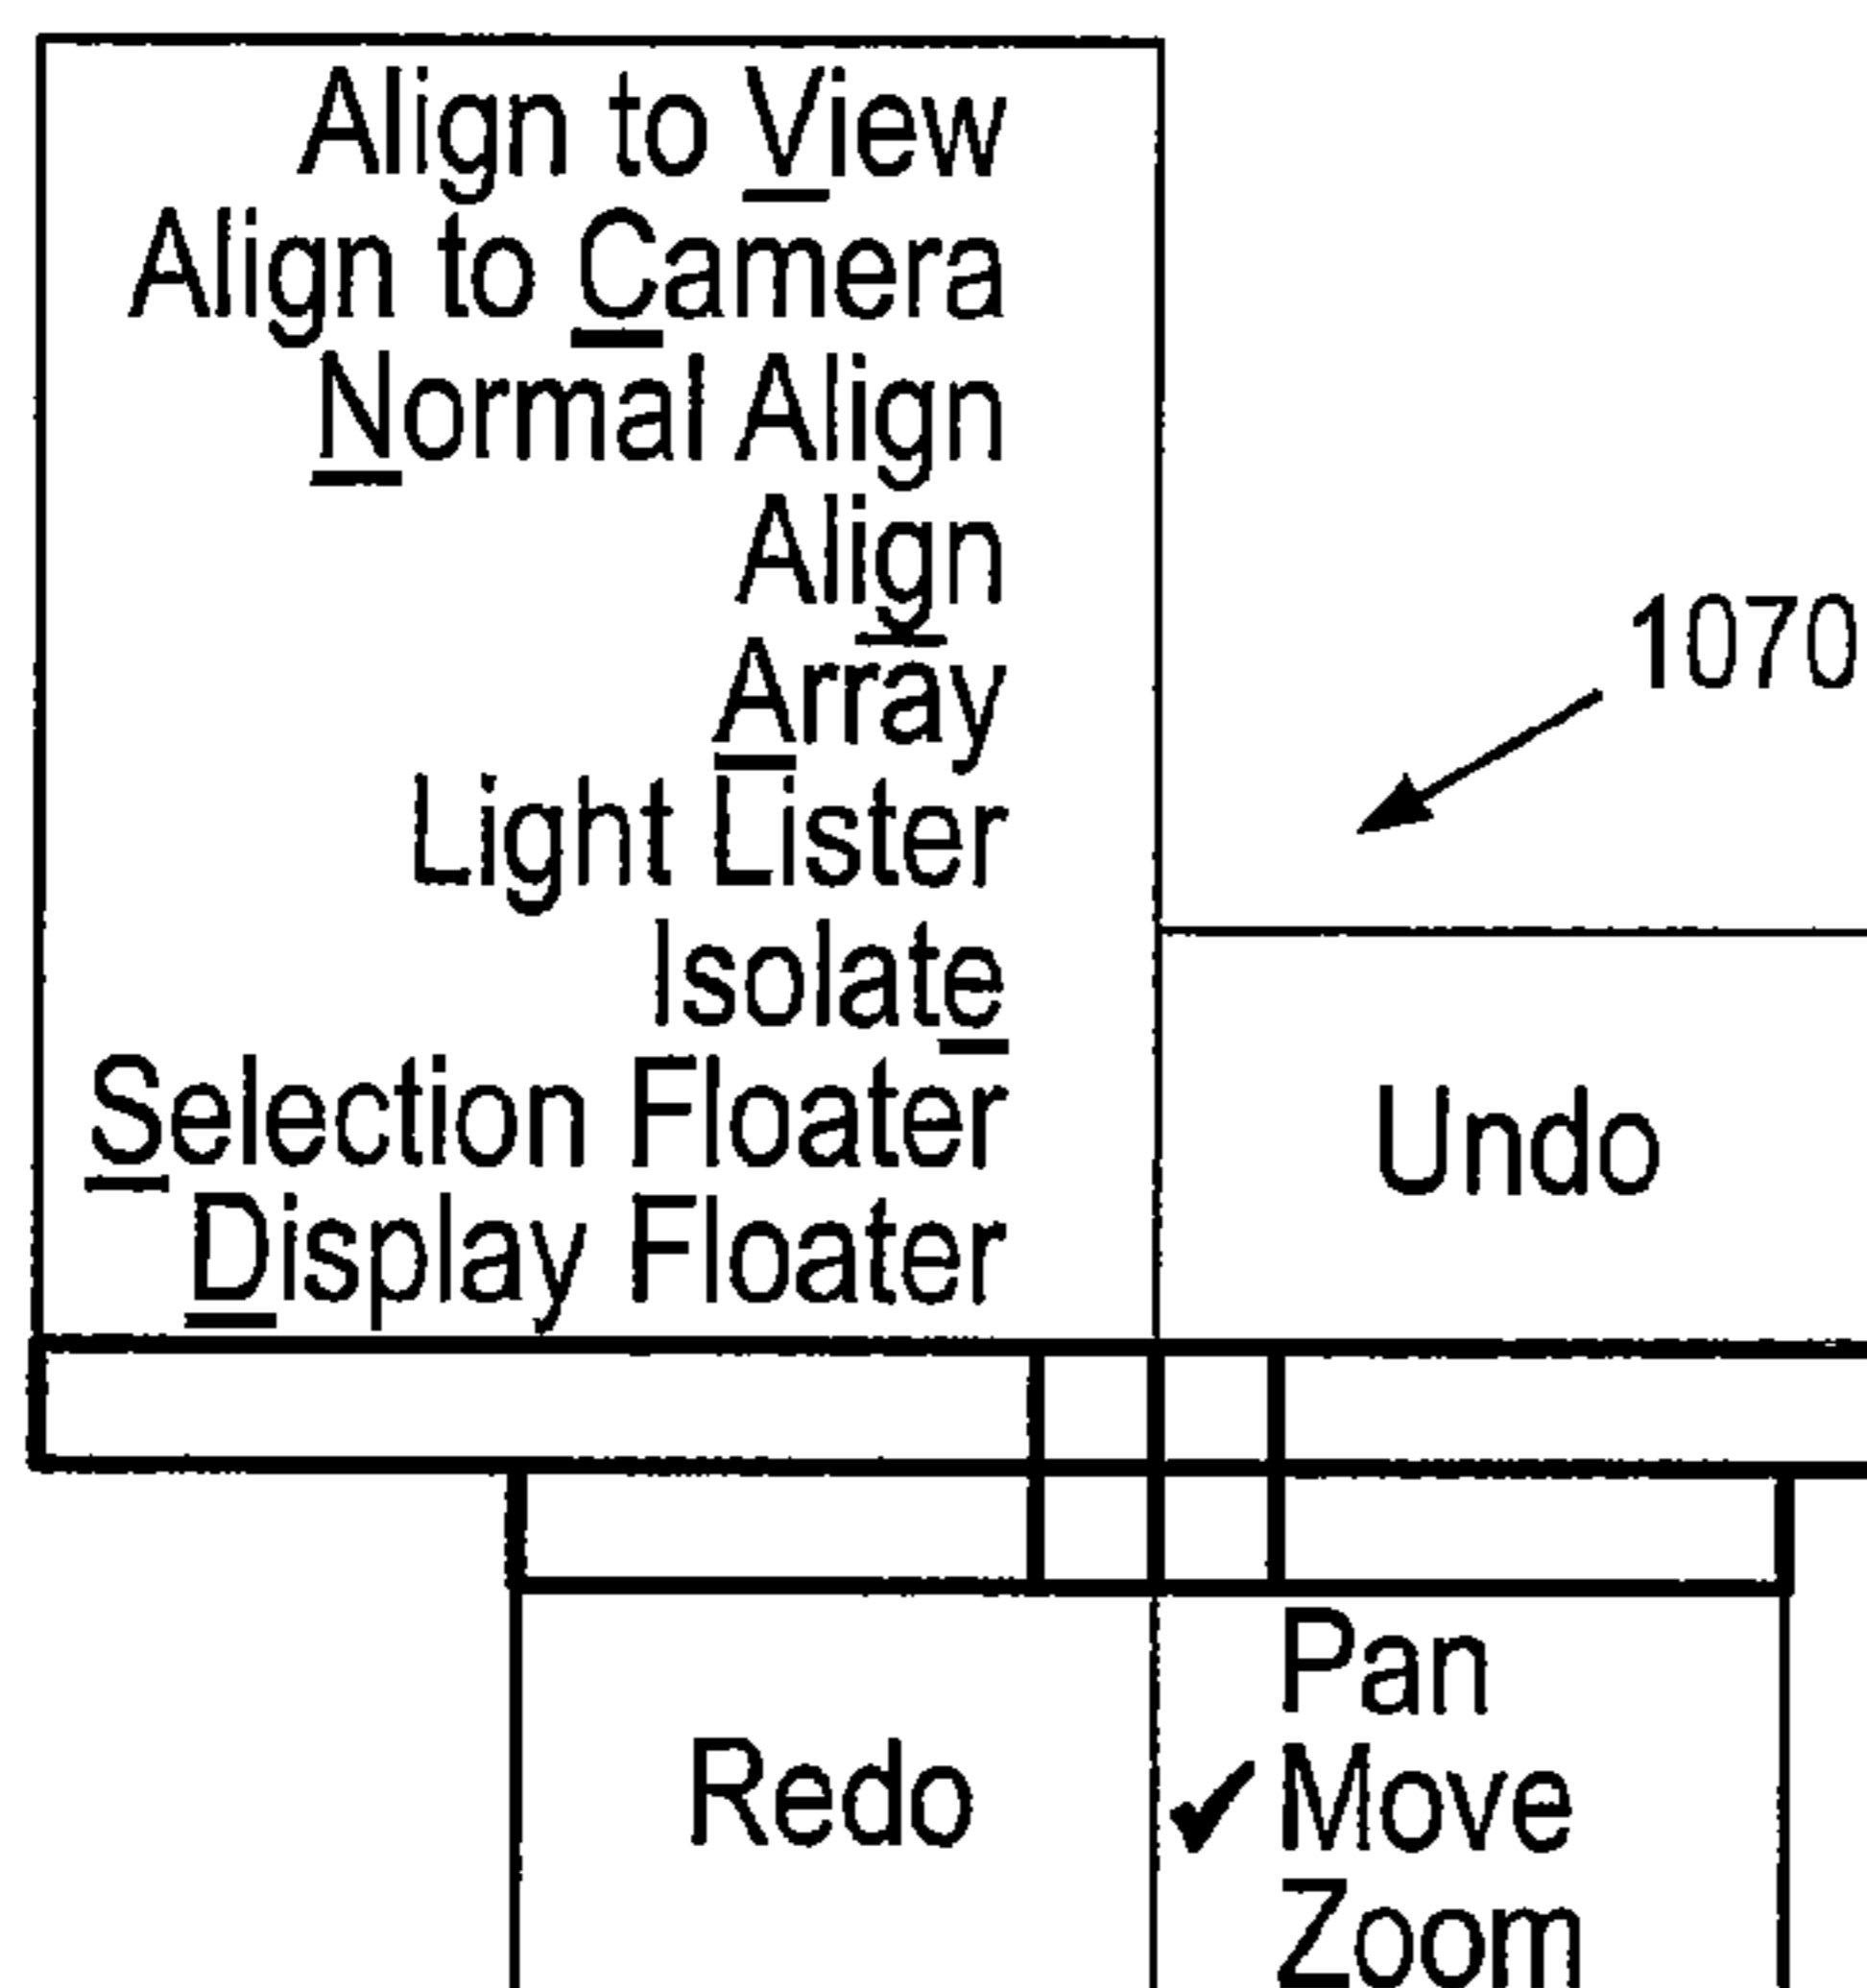 Align to View
Align to Camera
Normal Align
Align
1070
Array
Light Lister
Isolate
Selection Floater
Undo
Display Floater
Pan
Redo
✔Move
Zoom